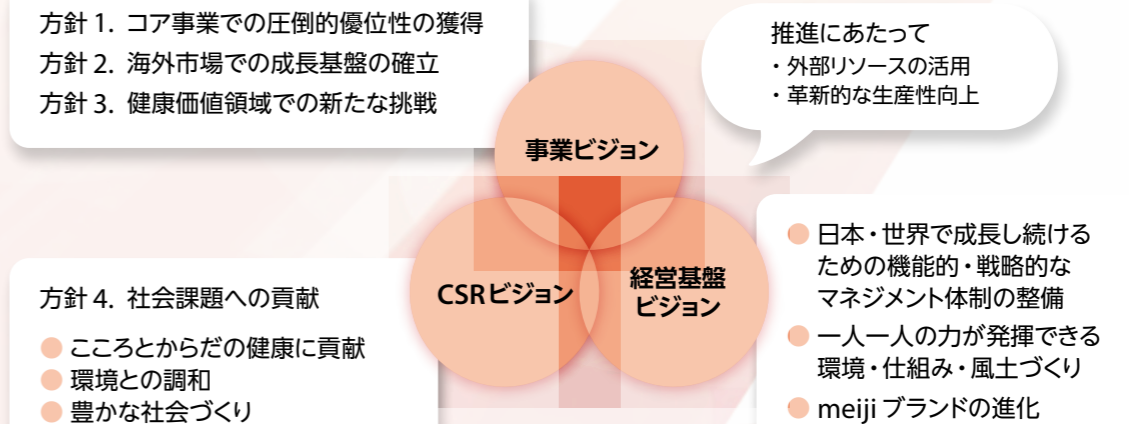 方針 1. コア事業での圧倒的優位性の獲得
方針 2. 海外市場での成長基盤の確立
方針 3. 健康価値領域での新たな挑戦
推進にあたって
・外部リソースの活用
・革新的な生産性向上
事業ビジョン
CSRビジョン
経営基盤
ビジョン
方針 4. 社会課題への貢献
● こころとからだの健康に貢献
● 環境との調和
● 豊かな社会づくり
● 日本・世界で成長し続ける
ための機能的・戦略的な
マネジメント体制の整備
● 一人一人の力が発揮できる
環境・仕組み・風土づくり
● meiji ブランドの進化